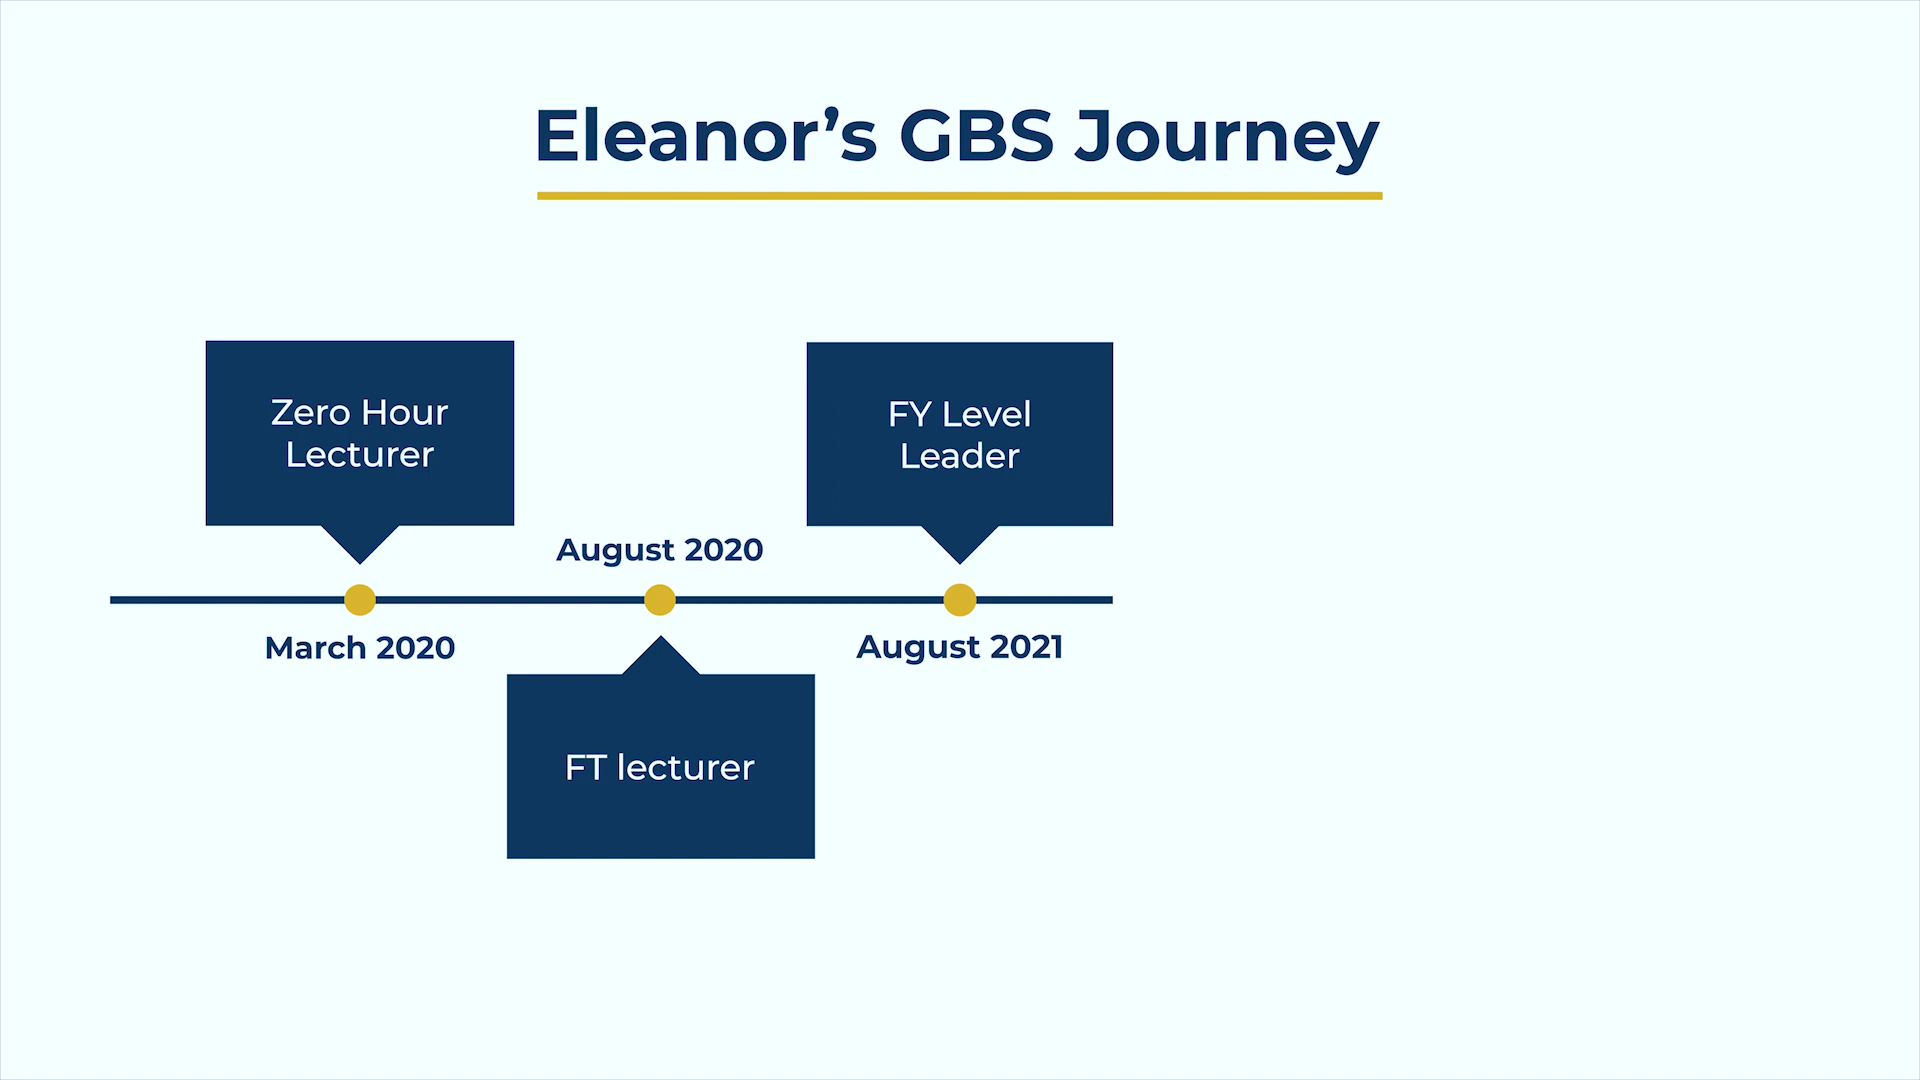 Eleanor’s GBS Journey
Zero Hour
Lecturer
March 2020
August 2020
FT lecturer
FY Level
Leader
August 2021